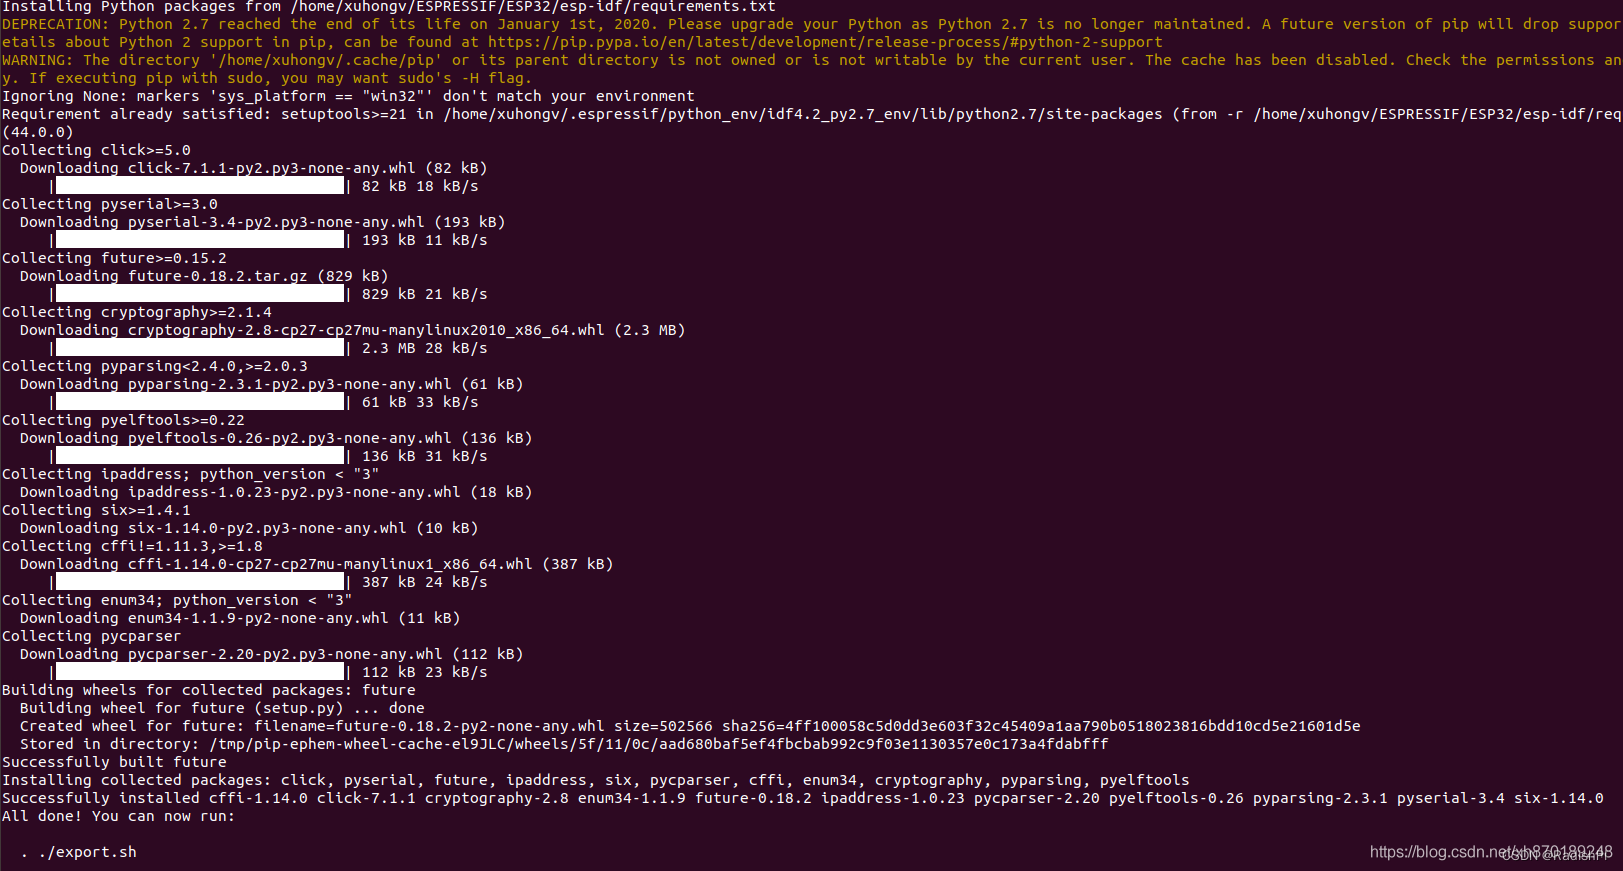 Installing Python packages from /home/xuhongv/ESPRESSIF/ESP32/esp-idf/requirements.txt
DEPRECATION: Python 2.7 reached the end of its life on January 1st, 2020. Please upgrade your Python as Python 2.7 is no longer maintained. A future version of pip will drop suppor
etails about Python 2 support in pip, can be found at https://pip.pypa.io/en/latest/development/release-process/#python-2-support
WARNING: The directory '/home/xuhongv/.cache/pip' or its parent directory is not owned or is not writable by the current user. The cache has been disabled. Check the permissions an
y. If executing pip with sudo, you may want sudo's -H flag.
Ignoring None: markers 'sys_platform == "win32"' don't match your environment
Requirement already satisfied: setuptools>=21 in /home/xuhongv/.espressif/python_env/idf4.2_py2.7_env/lib/python2.7/site-packages (from -r /home/xuhongv/ESPRESSIF/ESP32/esp-idf/req
(44.0.0)
Collecting click>=5.0
Downloading click-7.1.1-py2.py3-none-any.whl (82 kB)
| | 82 kB 18 kB/s
Collecting pyserial>=3.0
Downloading pyserial-3.4-py2.py3-none-any.whl (193 kB)
| | 193 kB 11 kB/s
Collecting future>=0.15.2
Downloading future-0.18.2.tar.gz (829 kB)
| | 829 kB 21 kB/s
Collecting cryptography>=2.1.4
Downloading cryptography-2.8-cp27-cp27mu-manylinux2010_x86_64.whl (2.3 MB)
| | 2.3 MB 28 kB/s
Collecting pyparsing<2.4.0,>=2.0.3
Downloading pyparsing-2.3.1-py2.py3-none-any.whl (61 kB)
| | 61 kB 33 kB/s
Collecting pyelftools>=0.22
Downloading pyelftools-0.26-py2.py3-none-any.whl (136 kB)
| | 136 kB 31 kB/s
Collecting ipaddress; python_version < "3"
Downloading ipaddress-1.0.23-py2.py3-none-any.whl (18 kB)
Collecting six>=1.4.1
Downloading six-1.14.0-py2.py3-none-any.whl (10 kB)
Collecting cffi!=1.11.3,>=1.8
Downloading cffi-1.14.0-cp27-cp27mu-manylinux1_x86_64.whl (387 kB)
| | 387 kB 24 kB/s
Collecting enum34; python_version < "3"
Downloading enum34-1.1.9-py2-none-any.whl (11 kB)
Collecting pycparser
Downloading pycparser-2.20-py2.py3-none-any.whl (112 kB)
| | 112 kB 23 kB/s
Building wheels for collected packages: future
Building wheel for future (setup.py) ... done
Created wheel for future: filename=future-0.18.2-py2-none-any.whl size=502566 sha256=4ff100058c5d0dd3e603f32c45409a1aa790b0518023816bdd10cd5e21601d5e
Stored in directory: /tmp/pip-ephem-wheel-cache-el9JLC/wheels/5f/11/0c/aad680baf5ef4fbcbab992c9f03e1130357e0c173a4fdabfff
Successfully built future
Installing collected packages: click, pyserial, future, ipaddress, six, pycparser, cffi, enum34, cryptography, pyparsing, pyelftools
Successfully installed cffi-1.14.0 click-7.1.1 cryptography-2.8 enum34-1.1.9 future-0.18.2 ipaddress-1.0.23 pycparser-2.20 pyelftools-0.26 pyparsing-2.3.1 pyserial-3.4 six-1.14.0
All done! You can now run:
. ./export.sh
https://blog.csdn.net/xh870189248